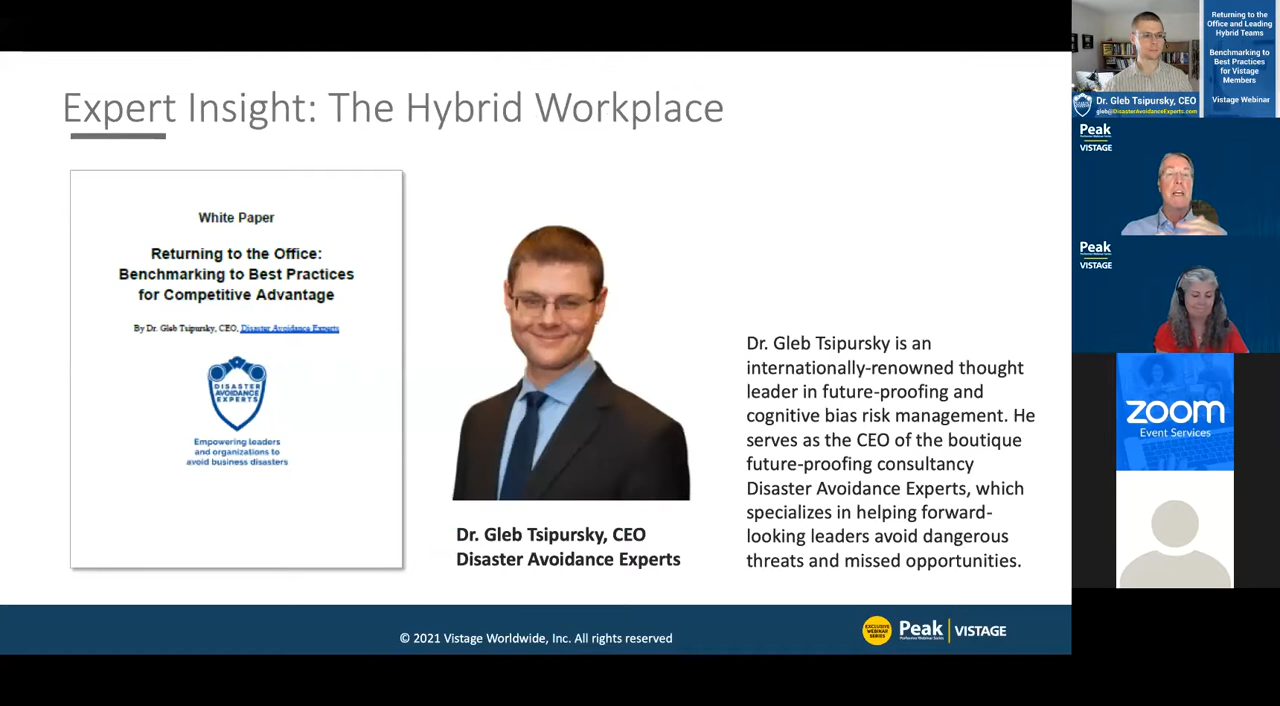 Expert Insight: The Hybrid Workplace
White Paper
Returning to the Office:
Benchmarking to Best Practices
for Competitive Advantage
By Dr. Gleb Tsipursky, CEO, Disaster Avoidance Experts
DISASTER
AVOIDANCE
EXPERTS
Empowering leaders
and organizations to
avoid business disasters
Dr. Gleb Tsipursky, CEO
Disaster Avoidance Experts
Dr. Gleb Tsipursky is an
internationally-renowned thought
leader in future-proofing and
cognitive bias risk management. He
serves as the CEO of the boutique
future-proofing consultancy
Disaster Avoidance Experts, which
specializes in helping forward-
looking leaders avoid dangerous
threats and missed opportunities.
© 2021 Vistage Worldwide, Inc. All rights reserved
EXCLUSIVE
WEBINAR
SERIES
Peak
VISTAGE
Returning to the
Office and Leading
Hybrid Teams
Benchmarking to
Best Practices
for Vistage
Members
Vistage Webinar
Dr. Gleb Tsipursky, CEO
gleb@DisasterAvoidanceExperts.com
Peak
VISTAGE
Peak
VISTAGE
zoom
Event Services